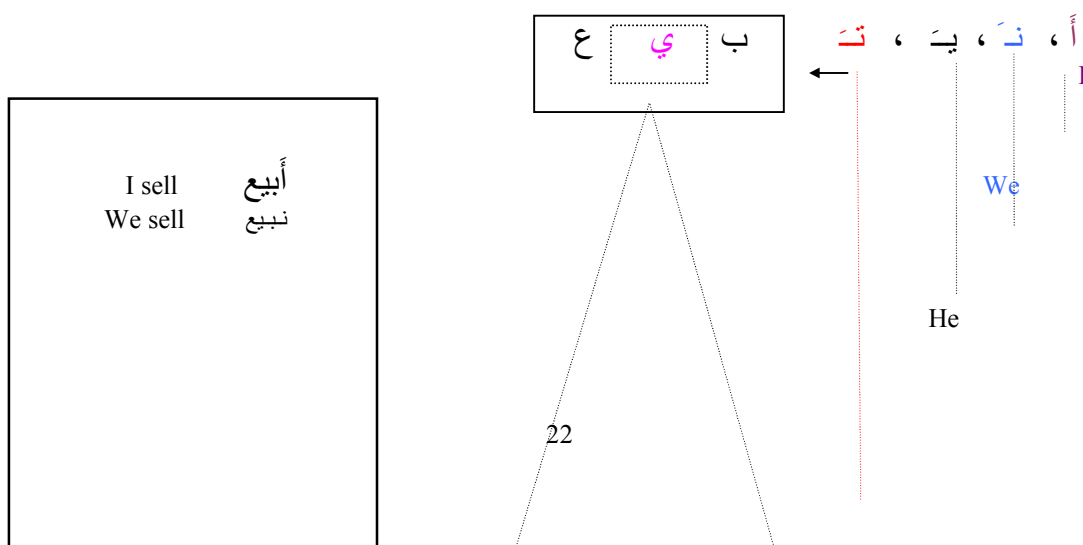 أَ ، نـَ ، يـَ ، تـَ
ب ي ع
I
We
He
I sell أَبيع
We sell نبيع
22